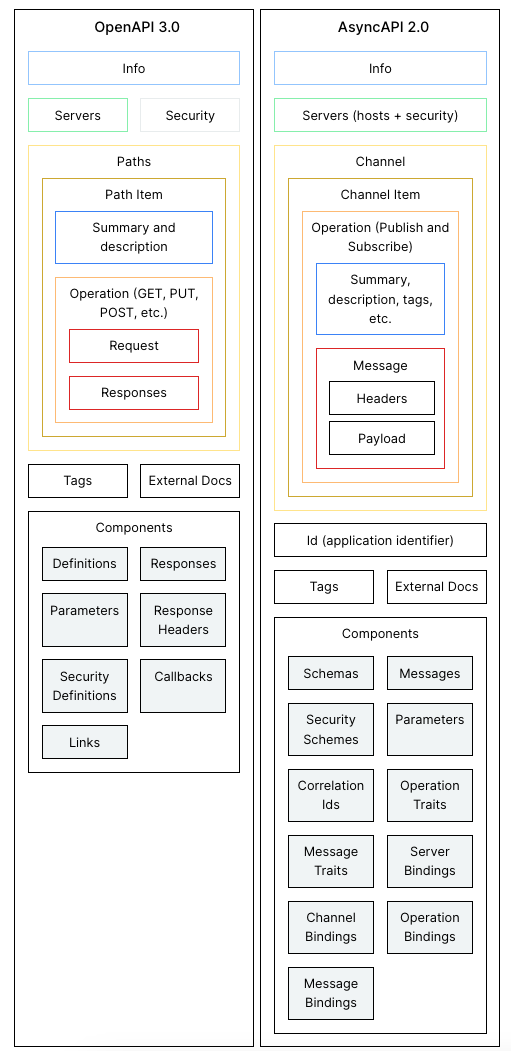 OpenAPI 3.0
Info
Servers
Security
Paths
Path Item
Summary and
description
Operation (GET, PUT,
POST, etc.)
Request
Responses
Tags
External Docs
Components
Definitions
Responses
Parameters
Response
Headers
Security
Definitions
Callbacks
Links
AsyncAPI 2.0
Info
Servers (hosts + security)
Channel
Channel Item
Operation (Publish and
Subscribe)
Summary,
description, tags,
etc.
Message
Headers
Payload
Id (application identifier)
Tags
External Docs
Components
Schemas
Messages
Security
Schemes
Parameters
Correlation
Ids
Operation
Traits
Message
Traits
Server
Bindings
Channel
Bindings
Operation
Bindings
Message
Bindings